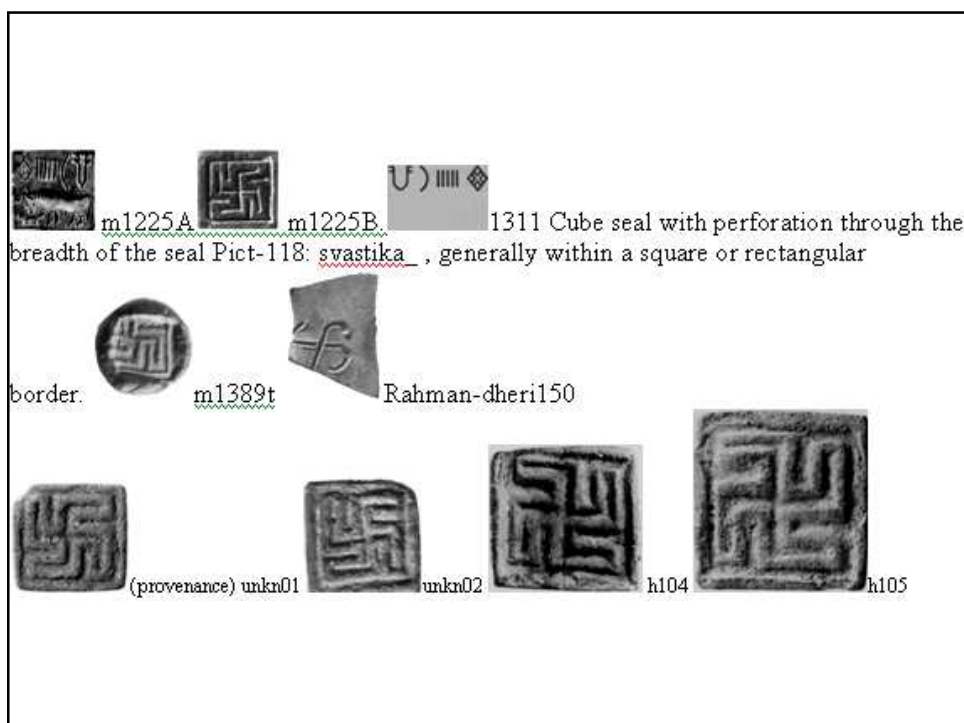 m1225A m1225B. 1311 Cube seal with perforation through the
breadth of the seal Pict-118: svastika_ , generally within a square or rectangular
border. m1389t Rahman-dheri150
(provenance) unkn01 unkn02 h104 h105